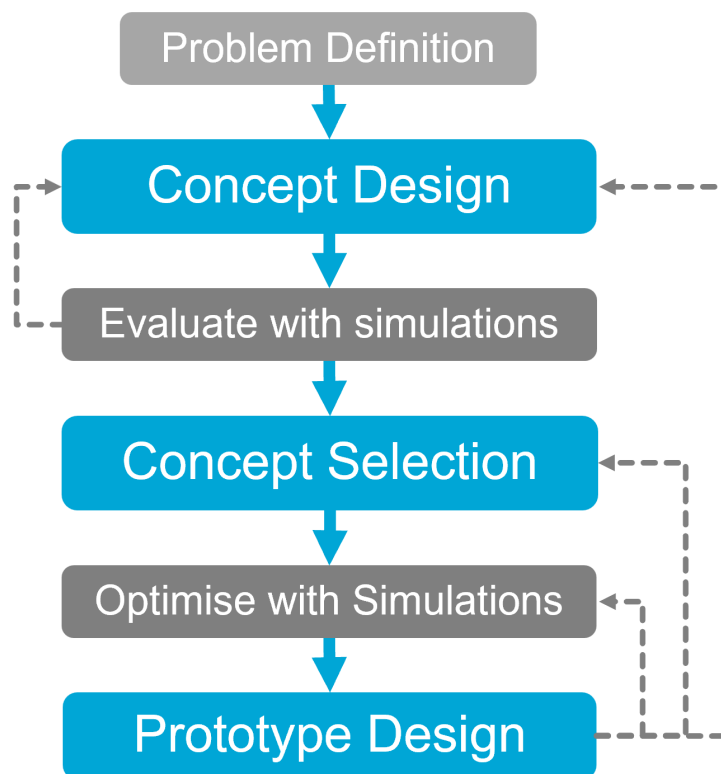 Problem Definition
Concept Design
Evaluate with simulations
Concept Selection
Optimise with Simulations
Prototype Design